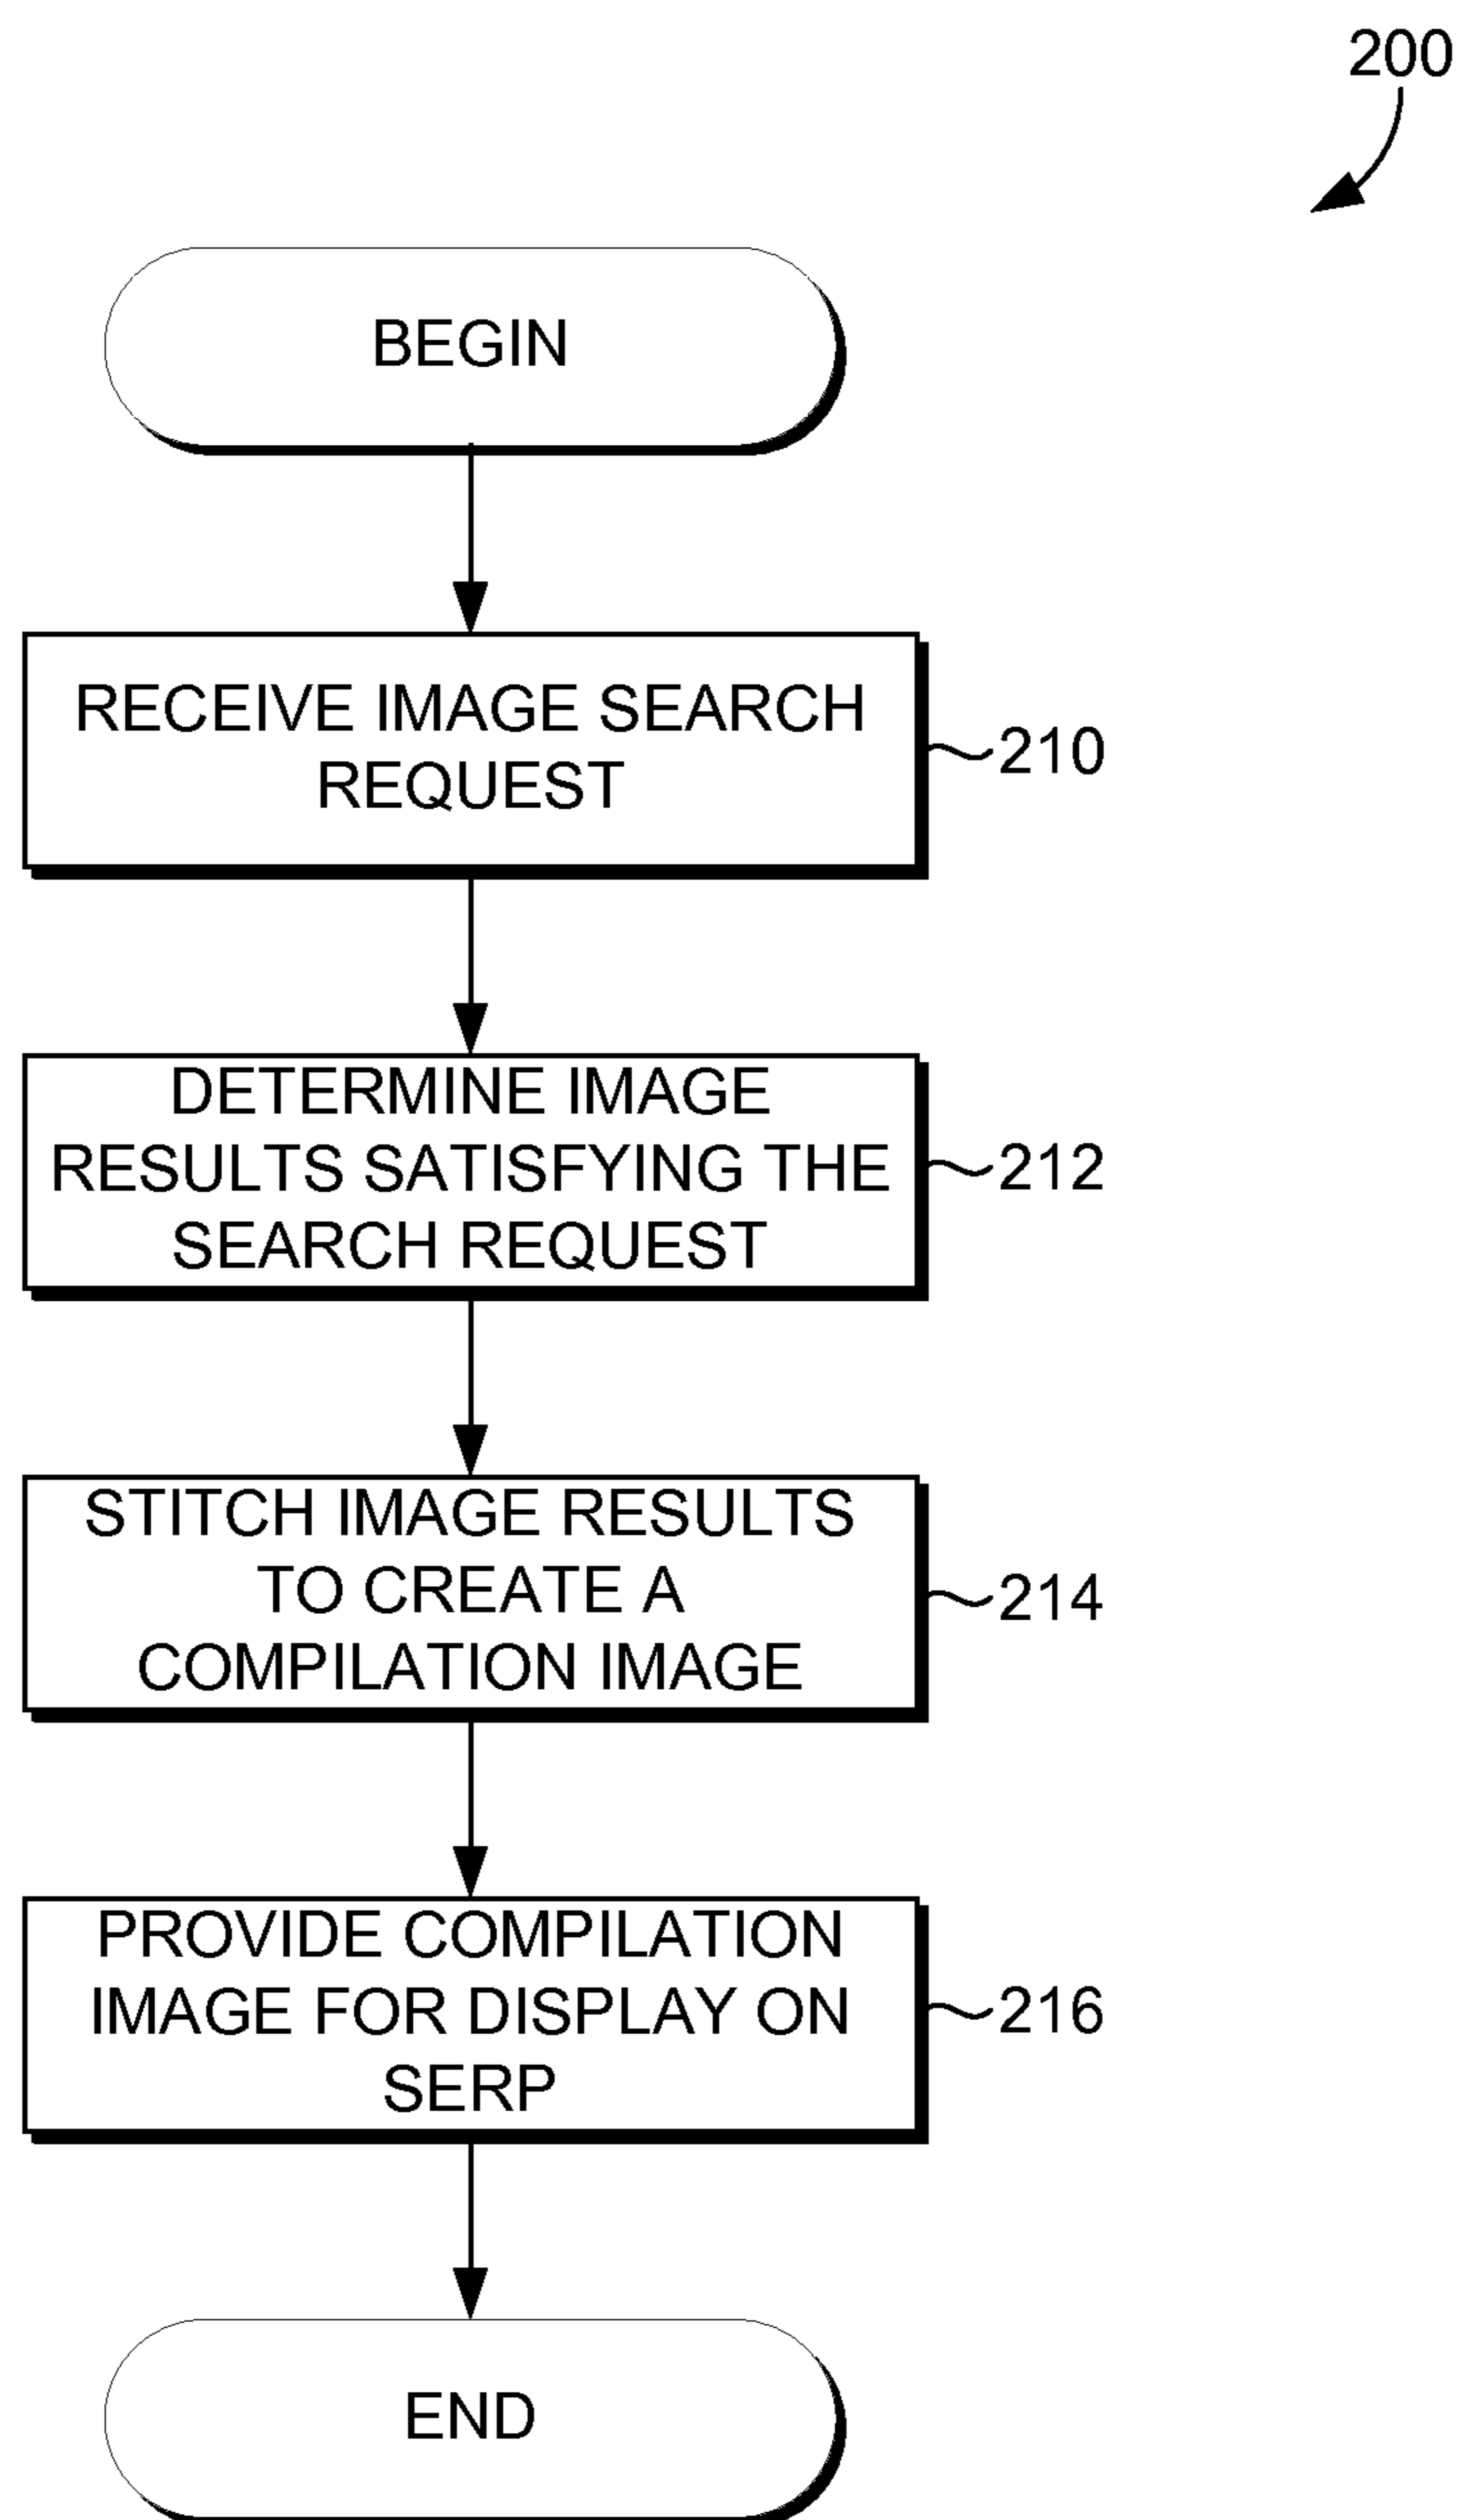 200
BEGIN
RECEIVE IMAGE SEARCH
REQUEST
210
DETERMINE IMAGE
RESULTS SATISFYING THE
SEARCH REQUEST
212
STITCH IMAGE RESULTS
TO CREATE A
COMPILATION IMAGE
214
PROVIDE COMPILATION
IMAGE FOR DISPLAY ON
SERP
216
END